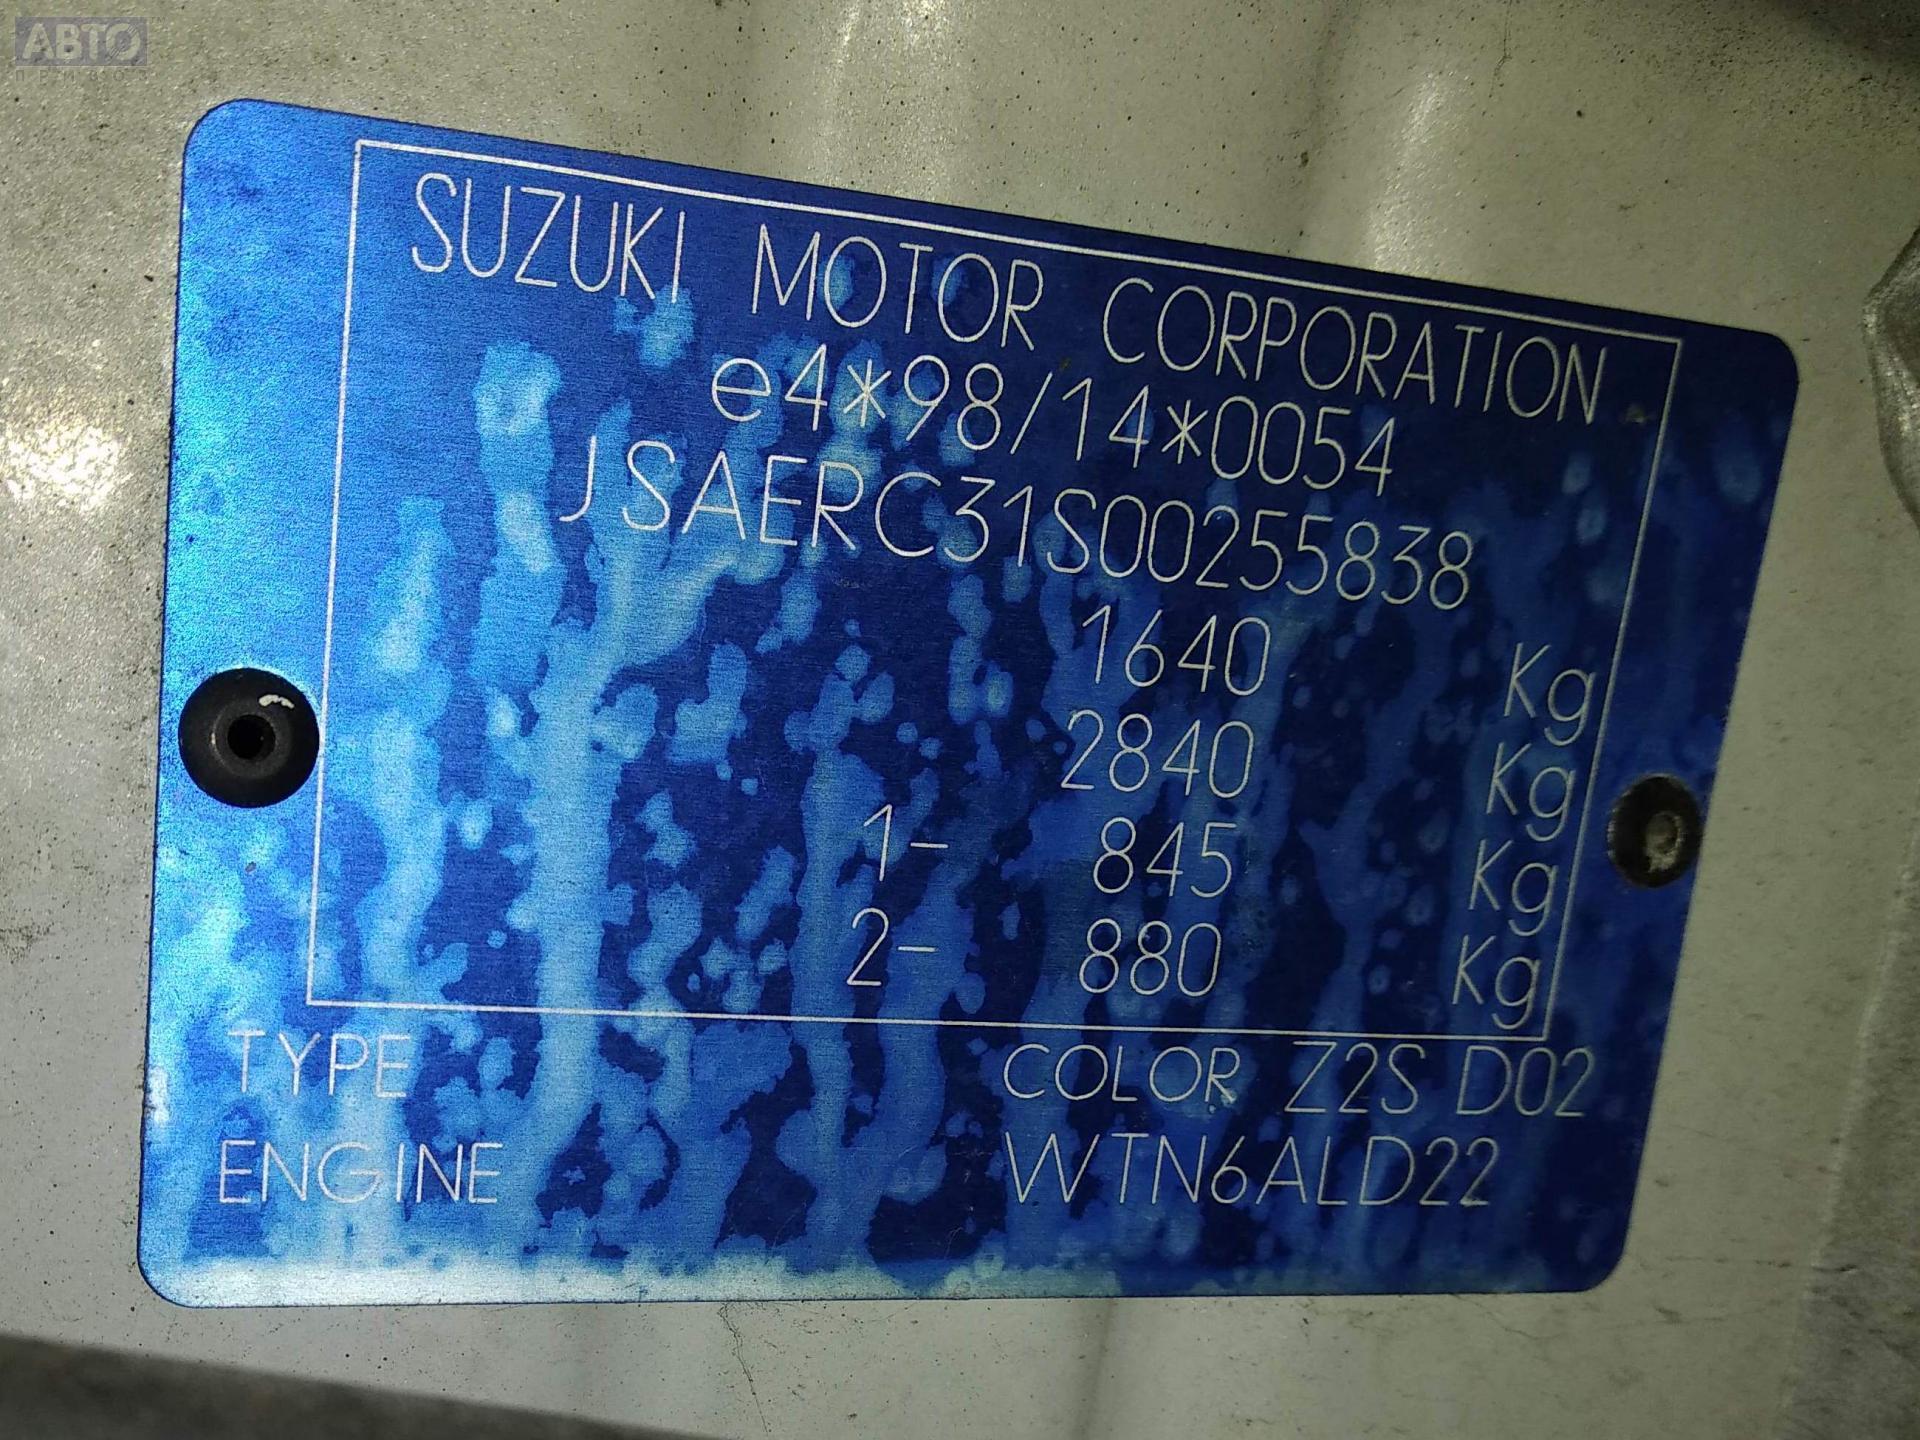 АВТО
ПРИВОЗ
SUZUKI MOTOR CORPORATION
e4*98/14*0054
JSAERC31S00255838
1640 Kg
2840 Kg
1- 845 Kg
2- 880 Kg
TYPE COLOR Z2S D02
ENGINE WTN6ALD22